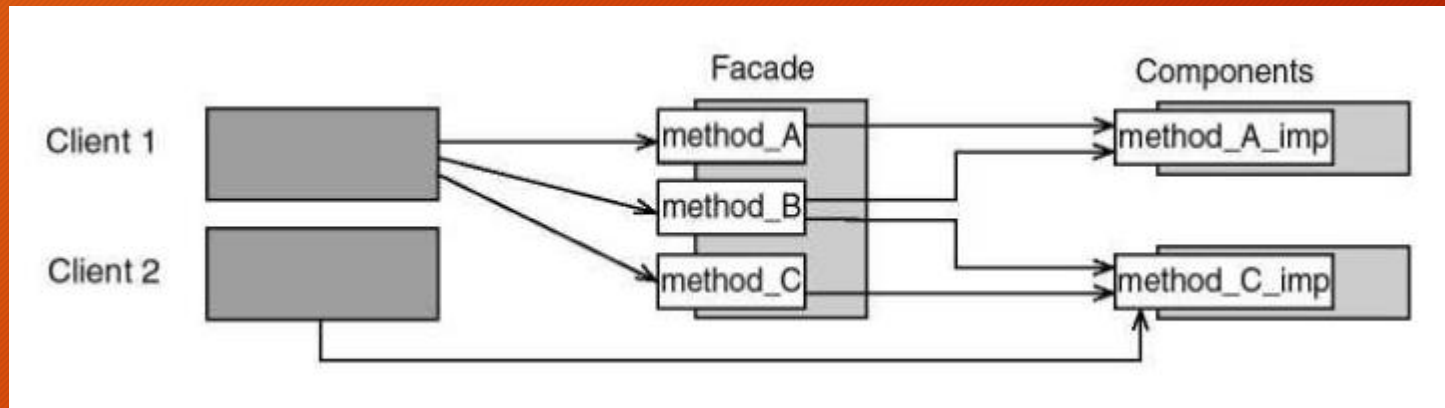 Facade
Components
Client 1
method_A
method_A_imp
method_B
Client 2
method_C
method_C_imp